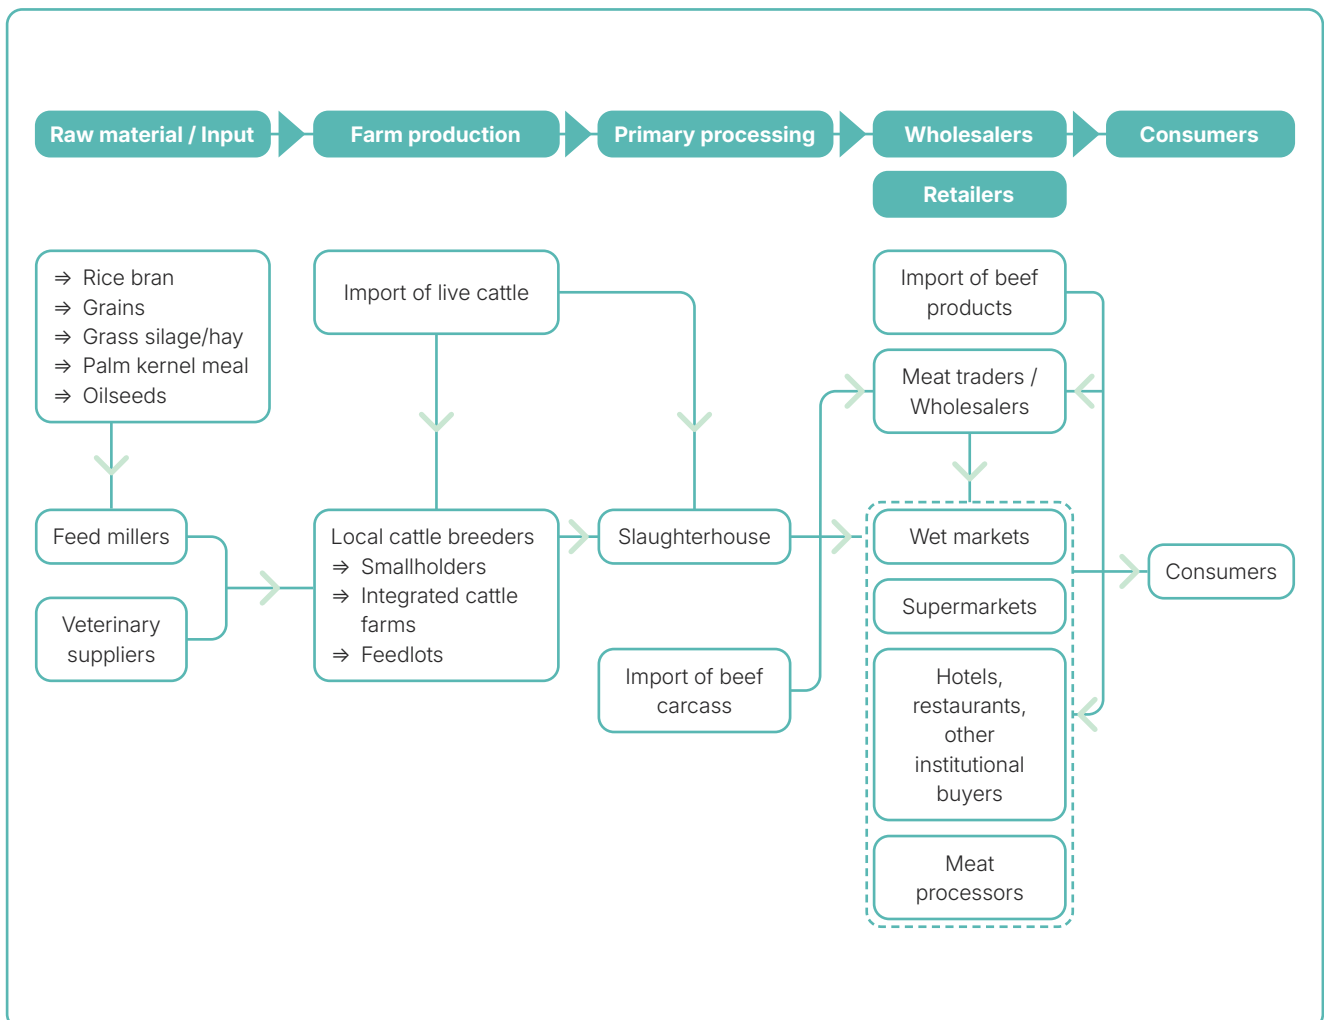 Raw material / Input
Farm production
Primary processing
Wholesalers
Consumers
Retailers
⇒ Rice bran
⇒ Grains
⇒ Grass silage/hay
⇒ Palm kernel meal
⇒ Oilseeds
Feed millers
Veterinary
suppliers
Import of live cattle
Local cattle breeders
⇒ Smallholders
⇒ Integrated cattle
farms
⇒ Feedlots
Slaughterhouse
Import of beef
carcass
Import of beef
products
Meat traders /
Wholesalers
Wet markets
Supermarkets
Hotels,
restaurants,
other
institutional
buyers
Meat
processors
Consumers